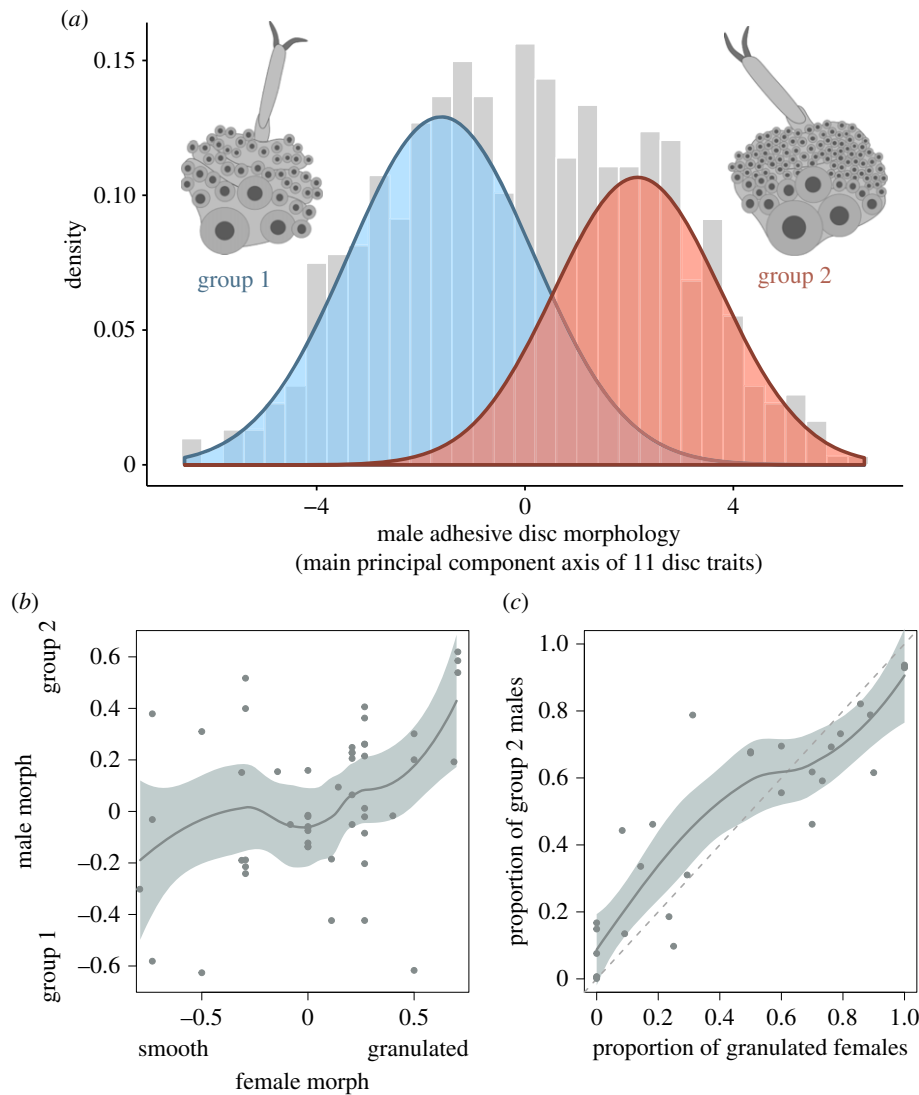 (a)
0.15
0.10
0.05
0
density
group 1
group 2
−4
0
4
male adhesive disc morphology
(main principal component axis of 11 disc traits)
(b)
group 2
male morph
group 1
0.6
0.4
0.2
0
−0.2
−0.4
−0.6
−0.5
0
0.5
smooth
granulated
female morph
(c)
proportion of group 2 males
1.0
0.8
0.6
0.4
0.2
0
0
0.2
0.4
0.6
0.8
1.0
proportion of granulated females